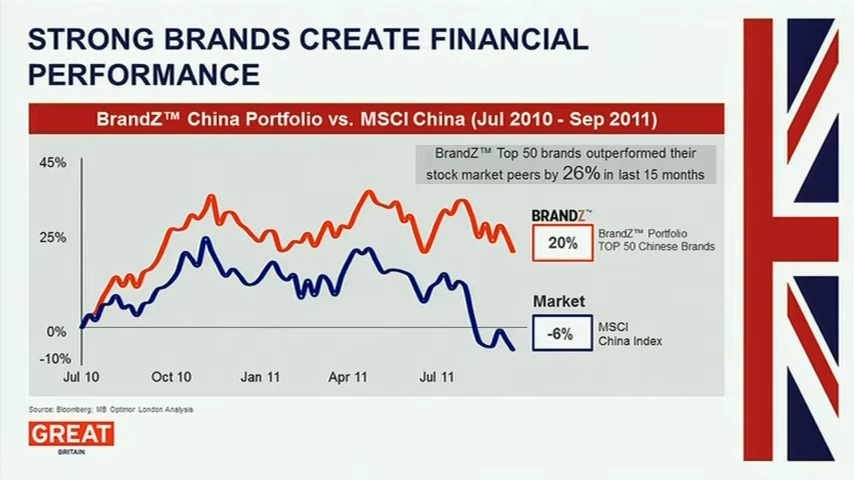 STRONG BRANDS CREATE FINANCIAL
PERFORMANCE
BrandZ™ China Portfolio vs. MSCI China (Jul 2010 - Sep 2011)
45%
BrandZ™ Top 50 brands outperformed their
stock market peers by 26% in last 15 months
25%
BRANDZ™
20%
BrandZ™ Portfolio
TOP 50 Chinese Brands
Market
0%
-6%
MSCI
China Index
-10%
Jul 10 Oct 10 Jan 11 Apr 11 Jul 11
Source: Bloomberg; MB Optimor London Analysis
GREAT
BRITAIN